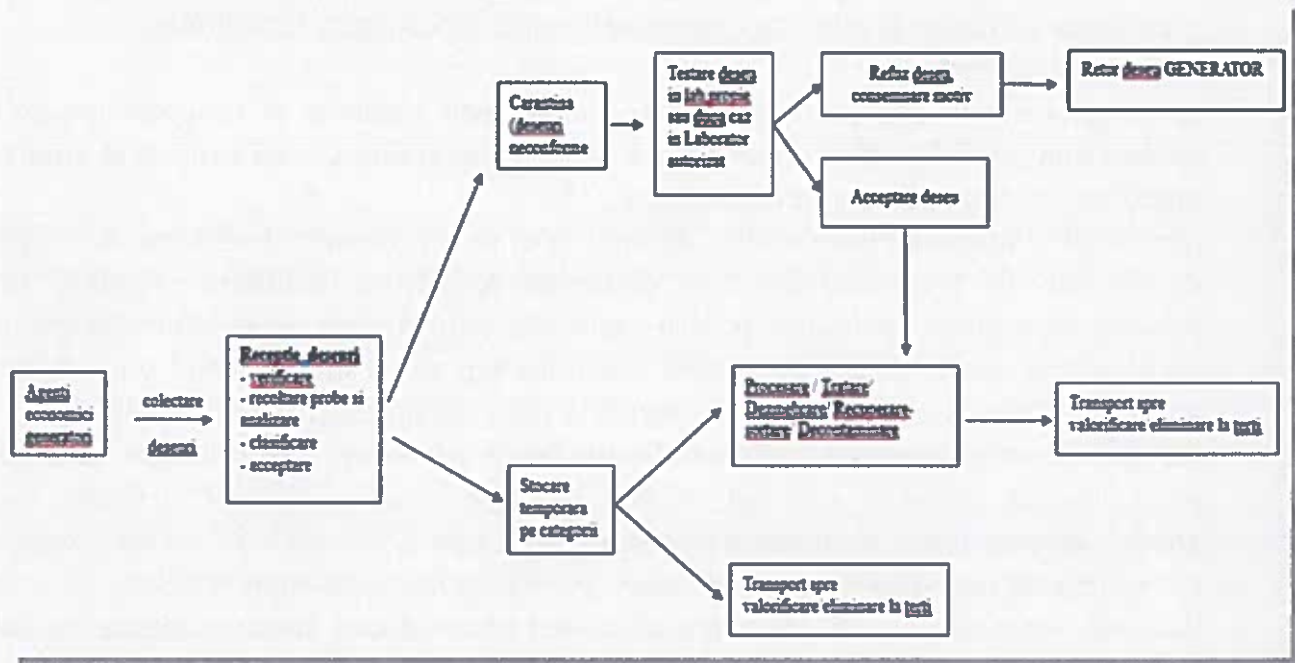 Agenti
economici
generatori
colectare
deseuri
Receptie deseuri
- verificare
- recoltare probe si
analizare
- clasificare
- acceptare
Carantina
(deseuri
neconforme
Testare deseu
in lab propriu
sau dupa caz
in Laborator
autorizat
Refuz deseu,
consemnare motiv
Retur deseu GENERATOR
Acceptare deseu
Stocare
temporara
pe categorii
Procesare / Tratare/
Dezmembrare/ Recuperare
sortare
Transport spre
valorificare/eliminare la terti
Transport spre
valorificare/eliminare la terti